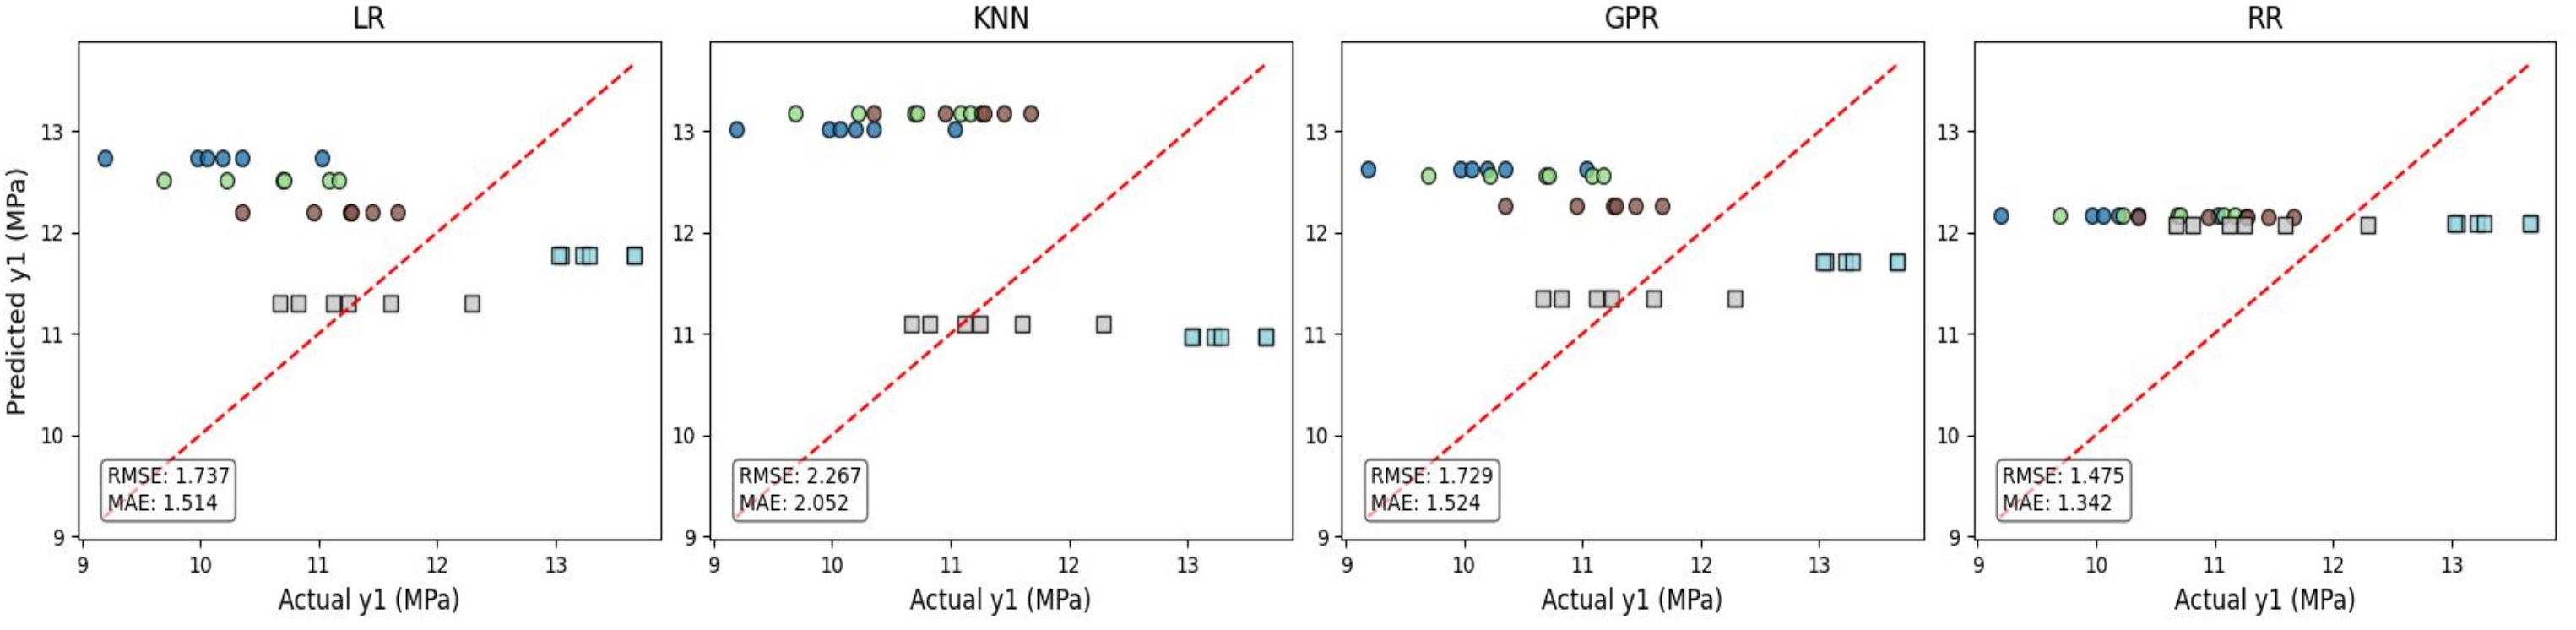 LR
KNN
GPR
RR
Predicted y1 (MPa)
13
12
11
10
9
RMSE: 1.737
MAE: 1.514
9 10 11 12 13
Actual y1 (MPa)
13
12
11
10
9
RMSE: 2.267
MAE: 2.052
9 10 11 12 13
Actual y1 (MPa)
13
12
11
10
9
RMSE: 1.729
MAE: 1.524
9 10 11 12 13
Actual y1 (MPa)
13
12
11
10
9
RMSE: 1.475
MAE: 1.342
9 10 11 12 13
Actual y1 (MPa)